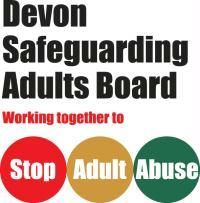 Devon
Safeguarding
Adults Board
Working together to
Stop Adult Abuse